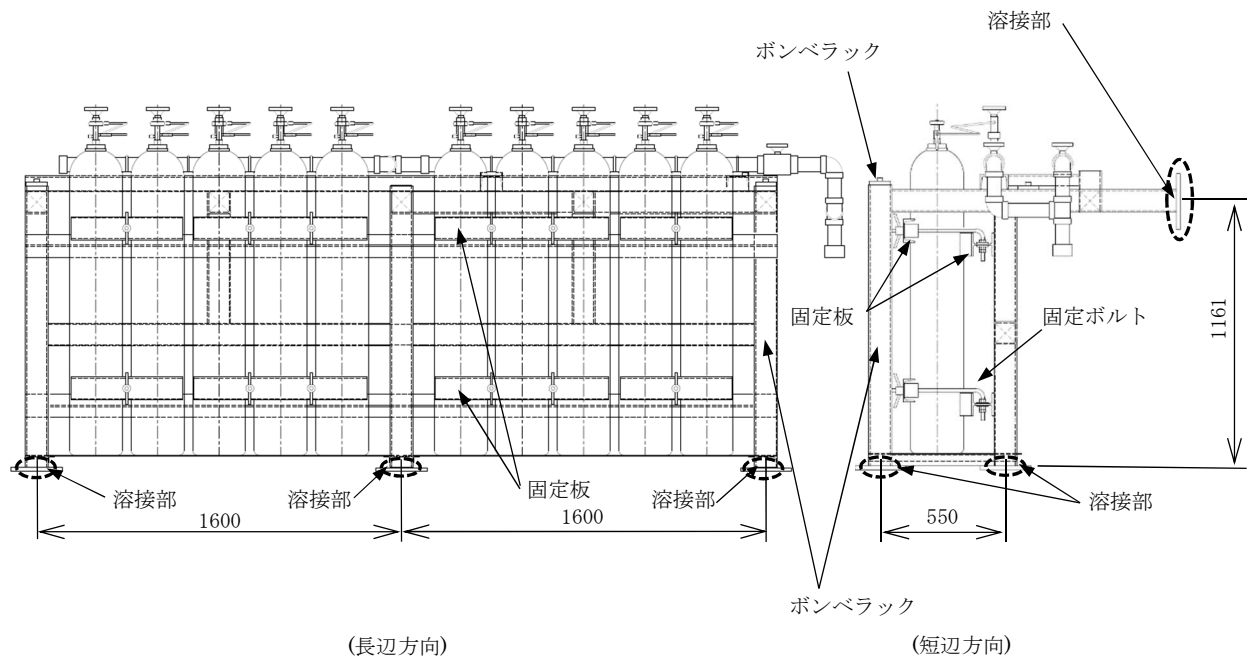 溶接部
ボンベラック
固定板
固定ボルト
1161
溶接部
溶接部
固定板
溶接部
溶接部
1600
1600
550
ボンベラック
(長辺方向)
(短辺方向)